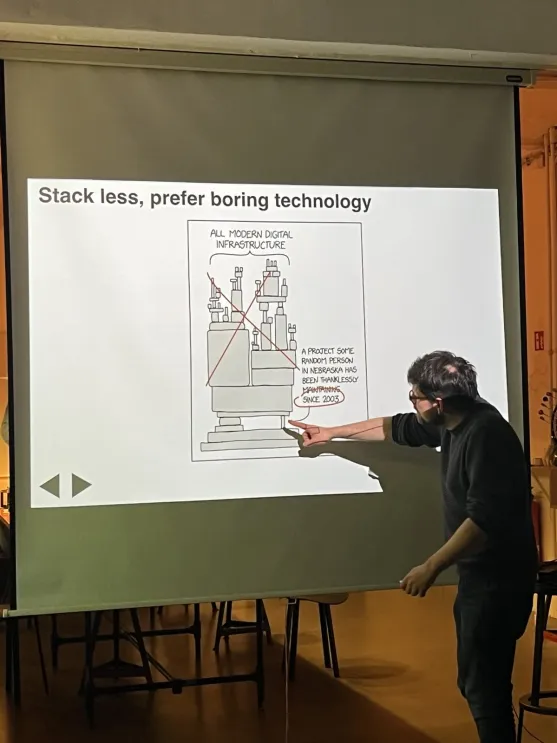 Stack less, prefer boring technology
ALL MODERN DIGITAL
INFRASTRUCTURE
A PROJECT SOME
RANDOM PERSON
IN NEBRASKA HAS
BEEN THANKLESSLY
MAINTAINING
SINCE 2003